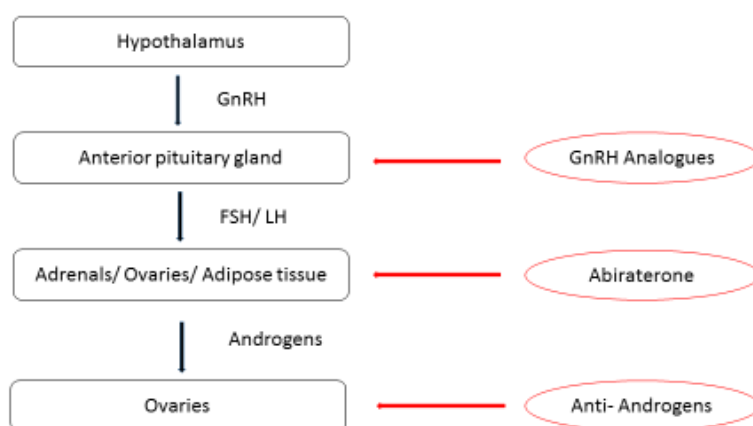 Hypothalamus
GnRH
Anterior pituitary gland
GnRH Analogues
FSH/ LH
Adrenals/ Ovaries/ Adipose tissue
Abiraterone
Androgens
Ovaries
Anti- Androgens